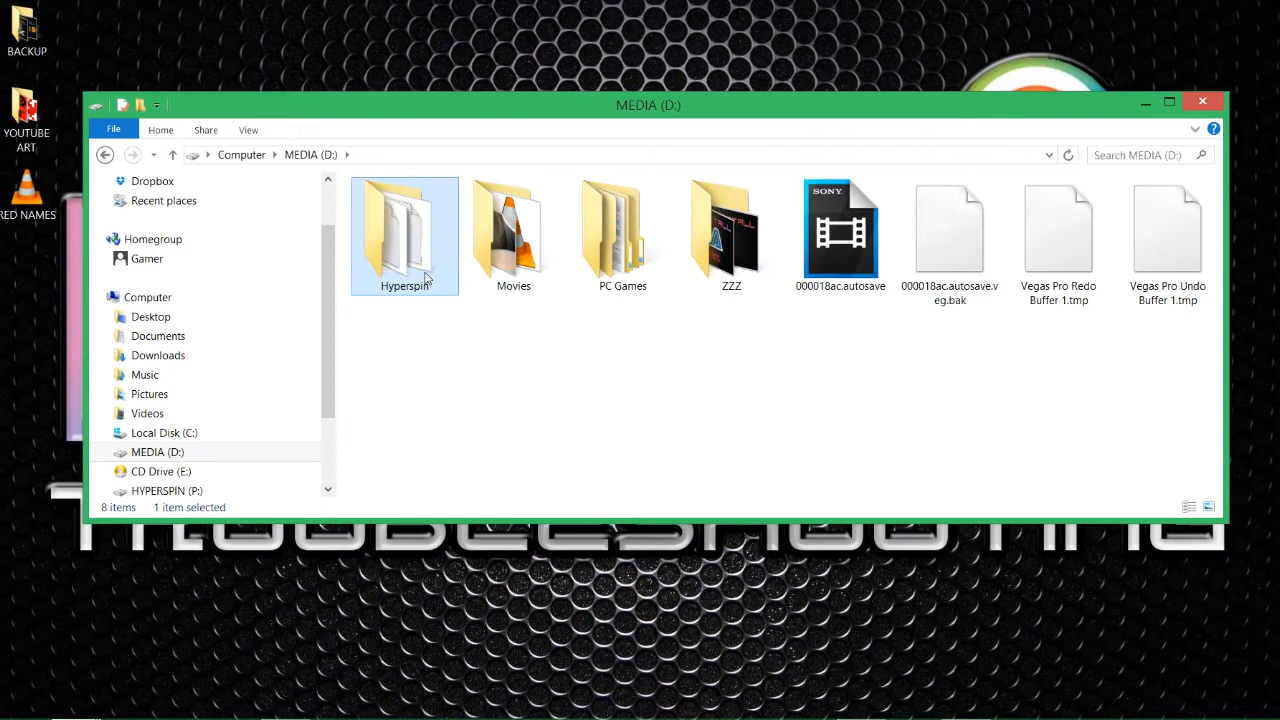 BACKUP
YOUTUBE
ART
RED NAMES
MEDIA (D:)
File
Home
Share
View
Computer
MEDIA (D:)
Search MEDIA (D:)
Dropbox
Recent places
Homegroup
Gamer
Computer
Desktop
Documents
Downloads
Music
Pictures
Videos
Local Disk (C:)
MEDIA (D:)
CD Drive (E:)
HYPERSPIN (P:)
Hyperspin
Movies
PC Games
ZZZ
SONY
000018ac.autosave
000018ac.autosave.v
eg.bak
Vegas Pro Redo
Buffer 1.tmp
Vegas Pro Undo
Buffer 1.tmp
8 items
1 item selected